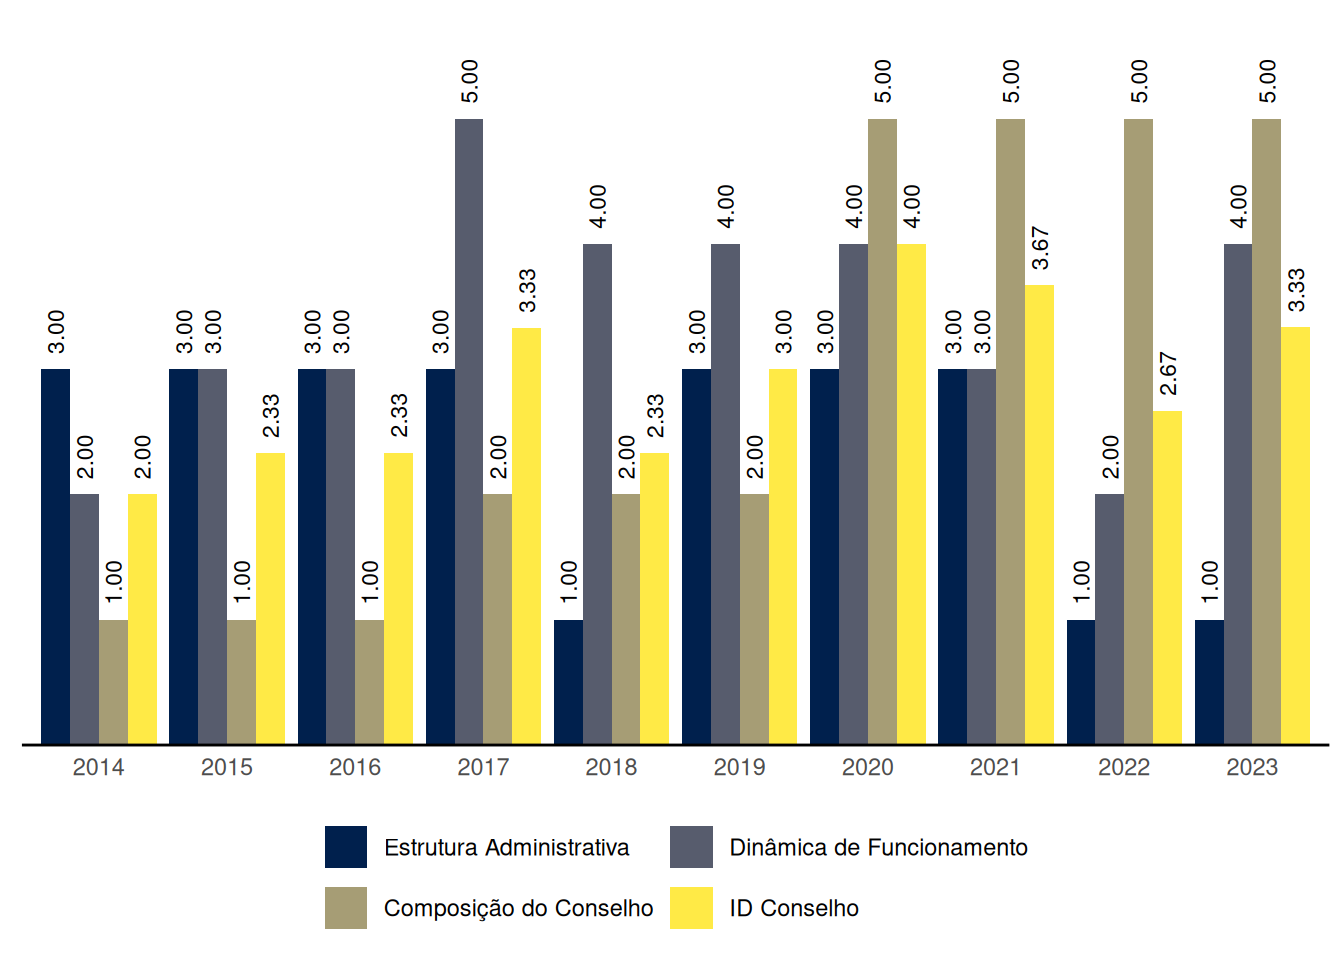 3.00 2.00 1.00 2.00
3.00 3.00 1.00 2.33
3.00 3.00 1.00 2.33
3.00 5.00 2.00 3.33
1.00 4.00 2.00 2.33
3.00 4.00 2.00 3.00
3.00 4.00 5.00 4.00
3.00 3.00 5.00 3.67
1.00 2.00 5.00 2.67
1.00 4.00 5.00 3.33
2014 2015 2016 2017 2018 2019 2020 2021 2022 2023
Estrutura Administrativa Dinâmica de Funcionamento
Composição do Conselho ID Conselho